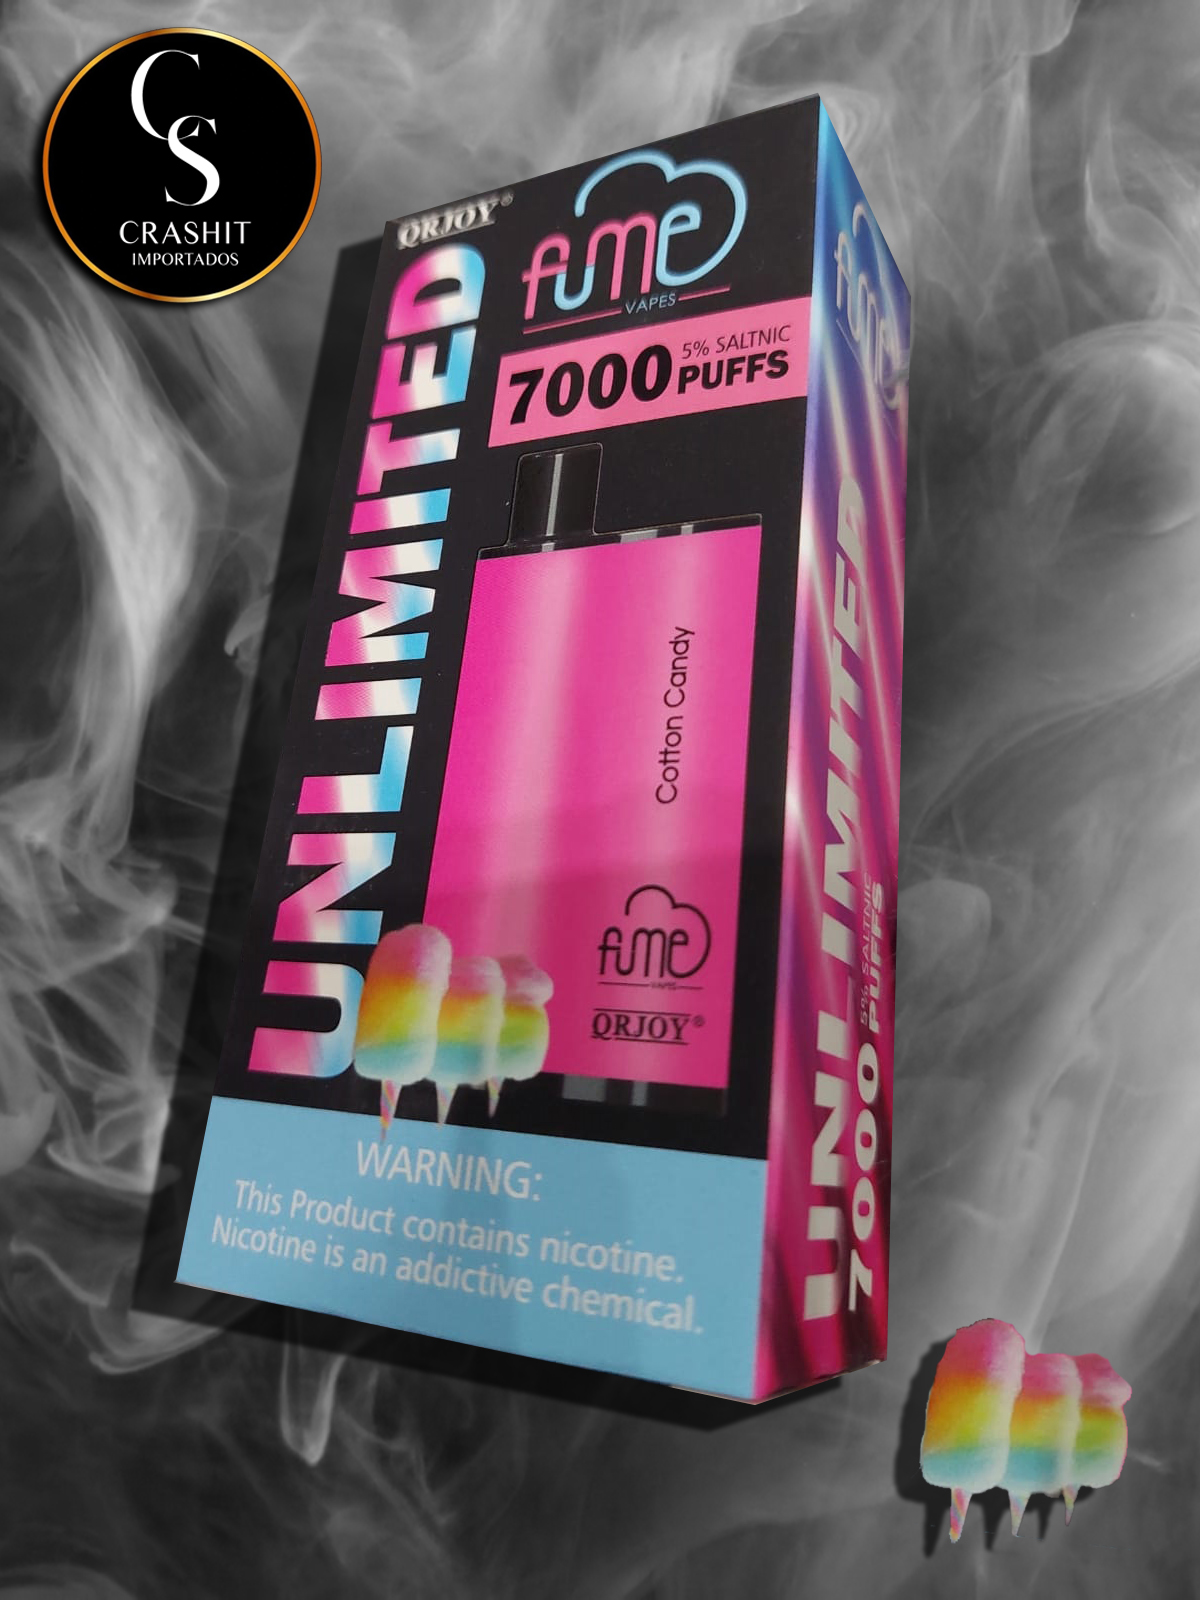 CS
CRASHIT
IMPORTADOS
QRJOY®
UNLIMITED
fume
VAPES
7000 5% SALTNIC
PUFFS
Cotton Candy
fume
VAPES
QRJOY®
WARNING:
This Product contains nicotine.
Nicotine is an addictive chemical.
fume
UNLIMITED
7000 5% SALTNIC
PUFFS